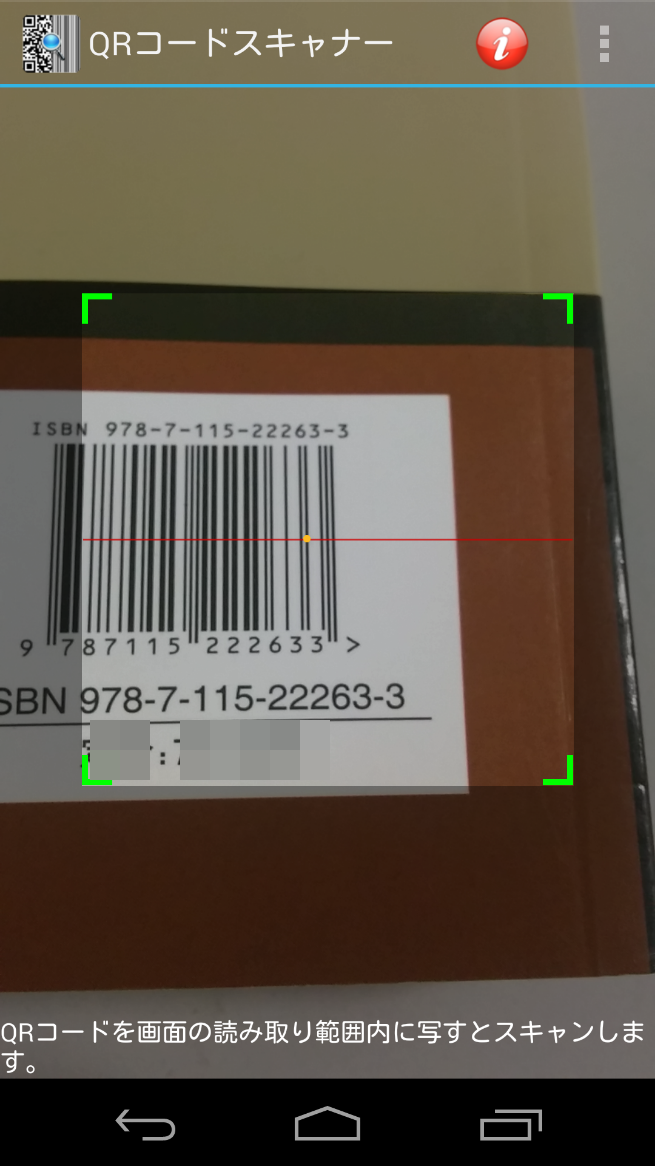 QRコードスキャナー
ISBN 978-7-115-22263-3
9 787115 222633 >
SBN 978-7-115-22263-3
QRコードを画面の読み取り範囲内に写すとスキャンしま
す。